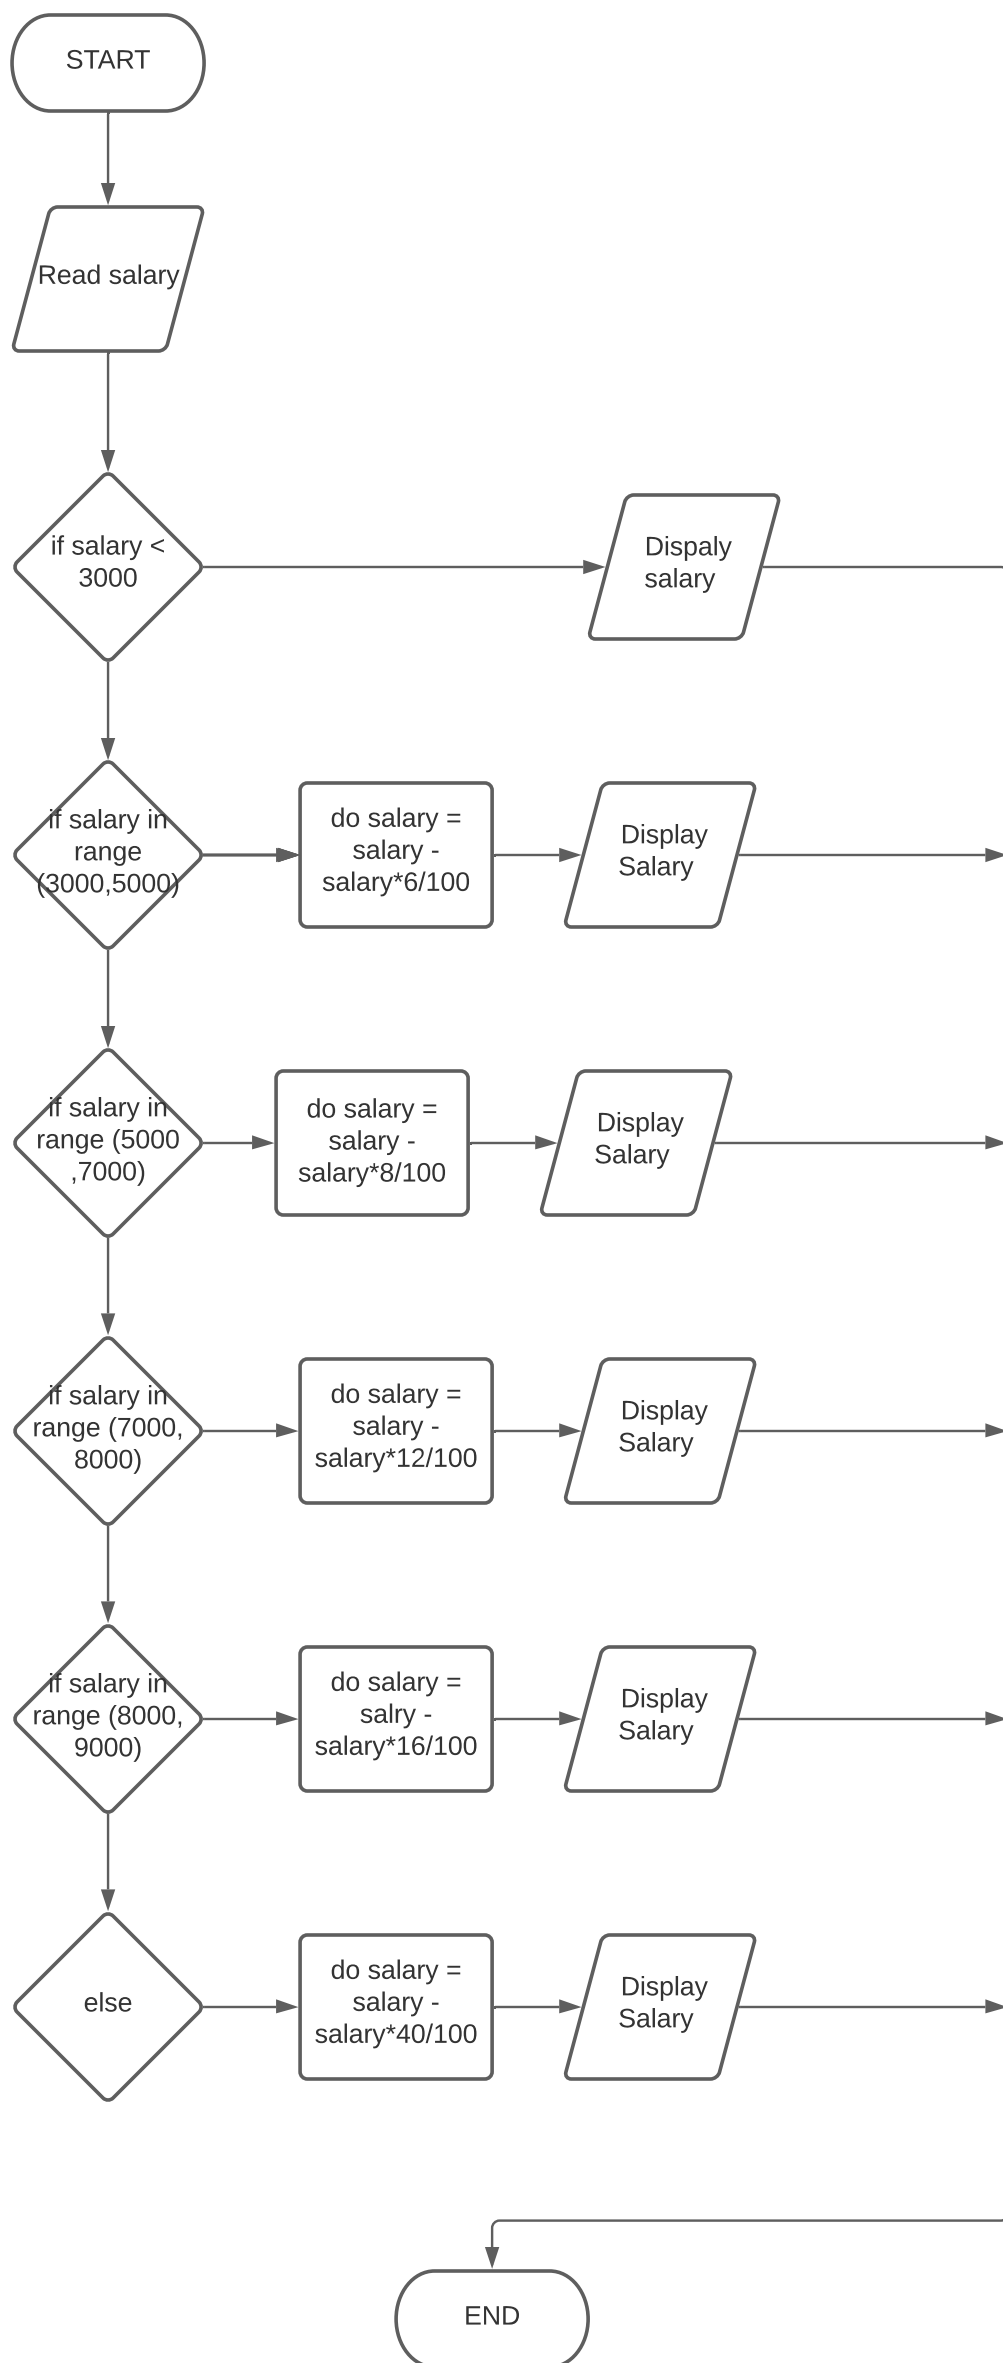 START
Read salary
if salary <
3000
Dispaly
salary
if salary in
range
(3000,5000)
do salary =
salary -
salary*6/100
Display
Salary
if salary in
range (5000
,7000)
do salary =
salary -
salary*8/100
Display
Salary
if salary in
range (7000,
8000)
do salary =
salary -
salary*12/100
Display
Salary
if salary in
range (8000,
9000)
do salary =
salry -
salary*16/100
Display
Salary
else
do salary =
salary -
salary*40/100
Display
Salary
END